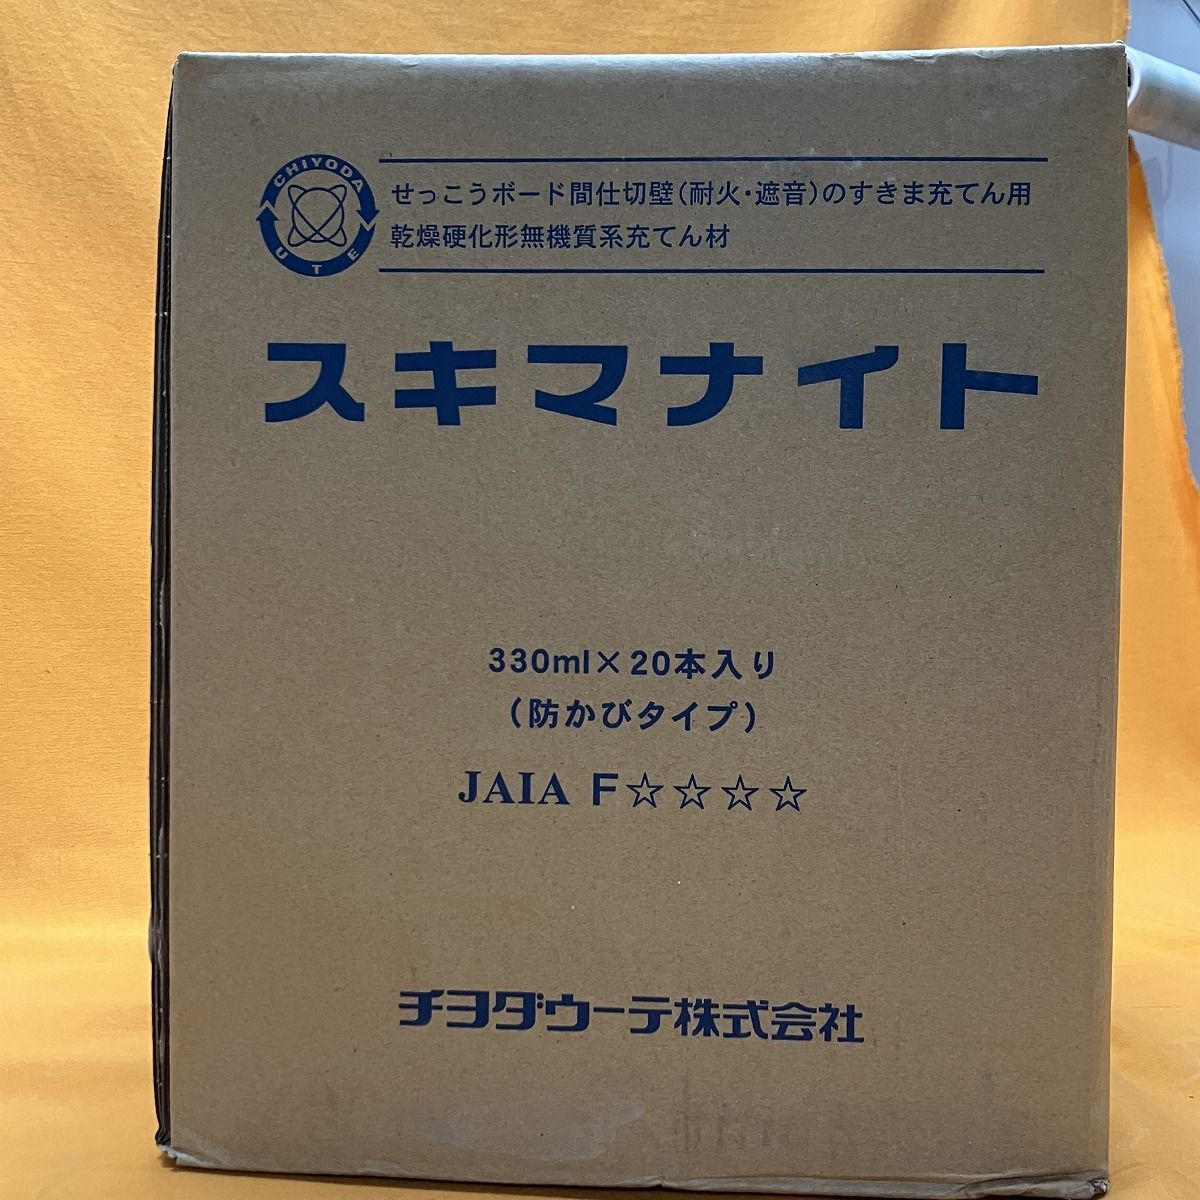 CHIYODA
UTE
せっこうボード間仕切壁(耐火・遮音)のすきま充てん用
乾燥硬化形無機質系充てん材
スキマナイト
330ml×20本入り
(防かびタイプ)
JAIA F☆☆☆☆
チヨダウーテ株式会社